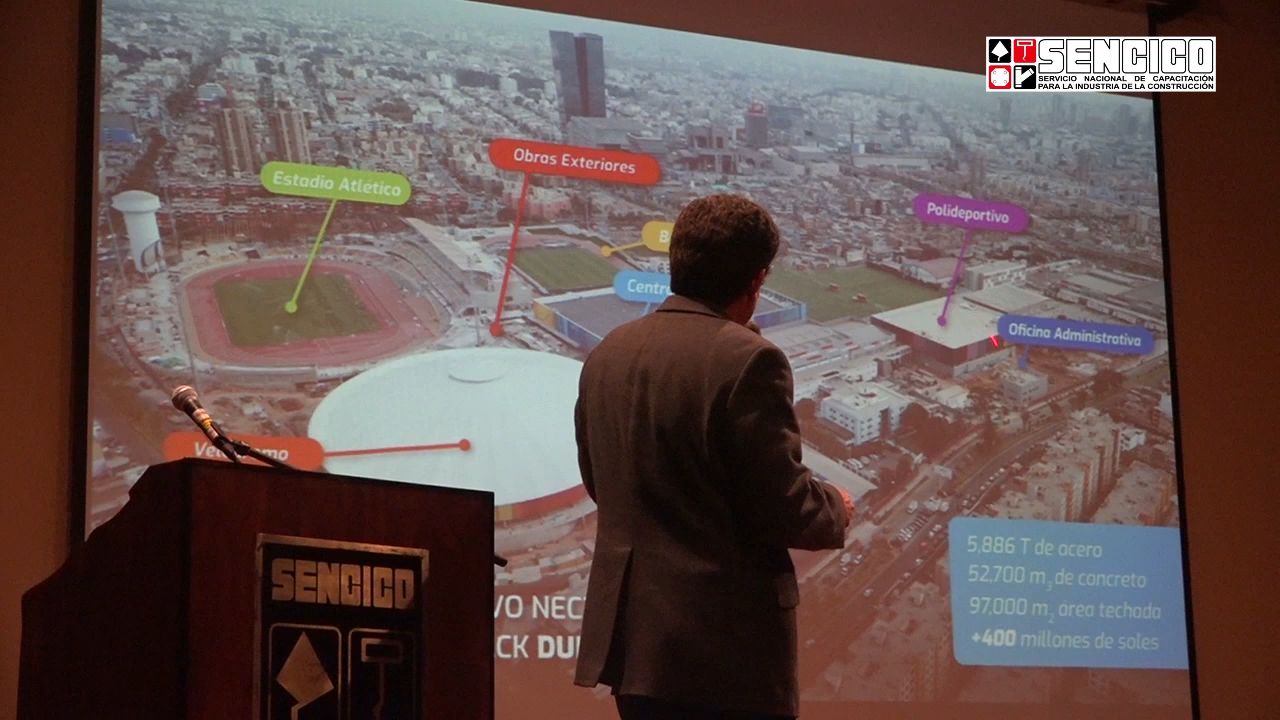 SENCICO
SERVICIO NACIONAL DE CAPACITACIÓN
PARA LA INDUSTRIA DE LA CONSTRUCCIÓN
Obras Exteriores
Estadio Atlético
Polideportivo
Centro
Oficina Administrativa
5,886 T de acero
52,700 m3 de concreto
97,000 m2 área techada
+400 millones de soles
SENCICO